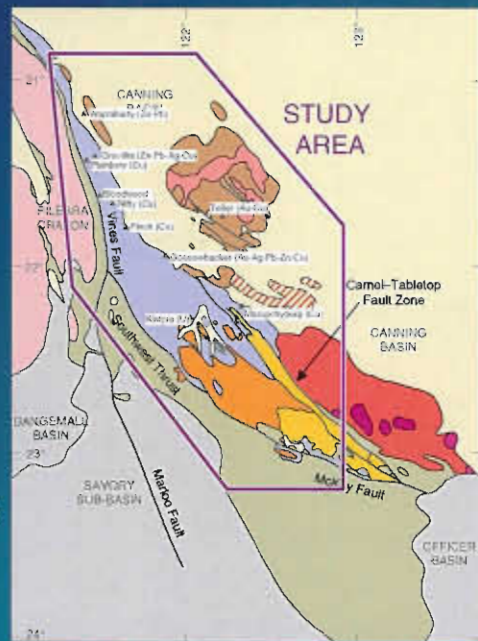 122°
123°
21°
CANNING
STUDY
AREA
PILBARA
CRATON
Nifty (Cu)
Telfer (Au-Cu)
Vines Fault
22°
Camel-Tabletop
Fault Zone
CANNING
BASIN
Kintyre (U)
Southwest Thrust
BANGEMALL
BASIN
23°
SAVORY
SUB-BASIN
Marloo Fault
McKay Fault
OFFICER
BASIN
24°